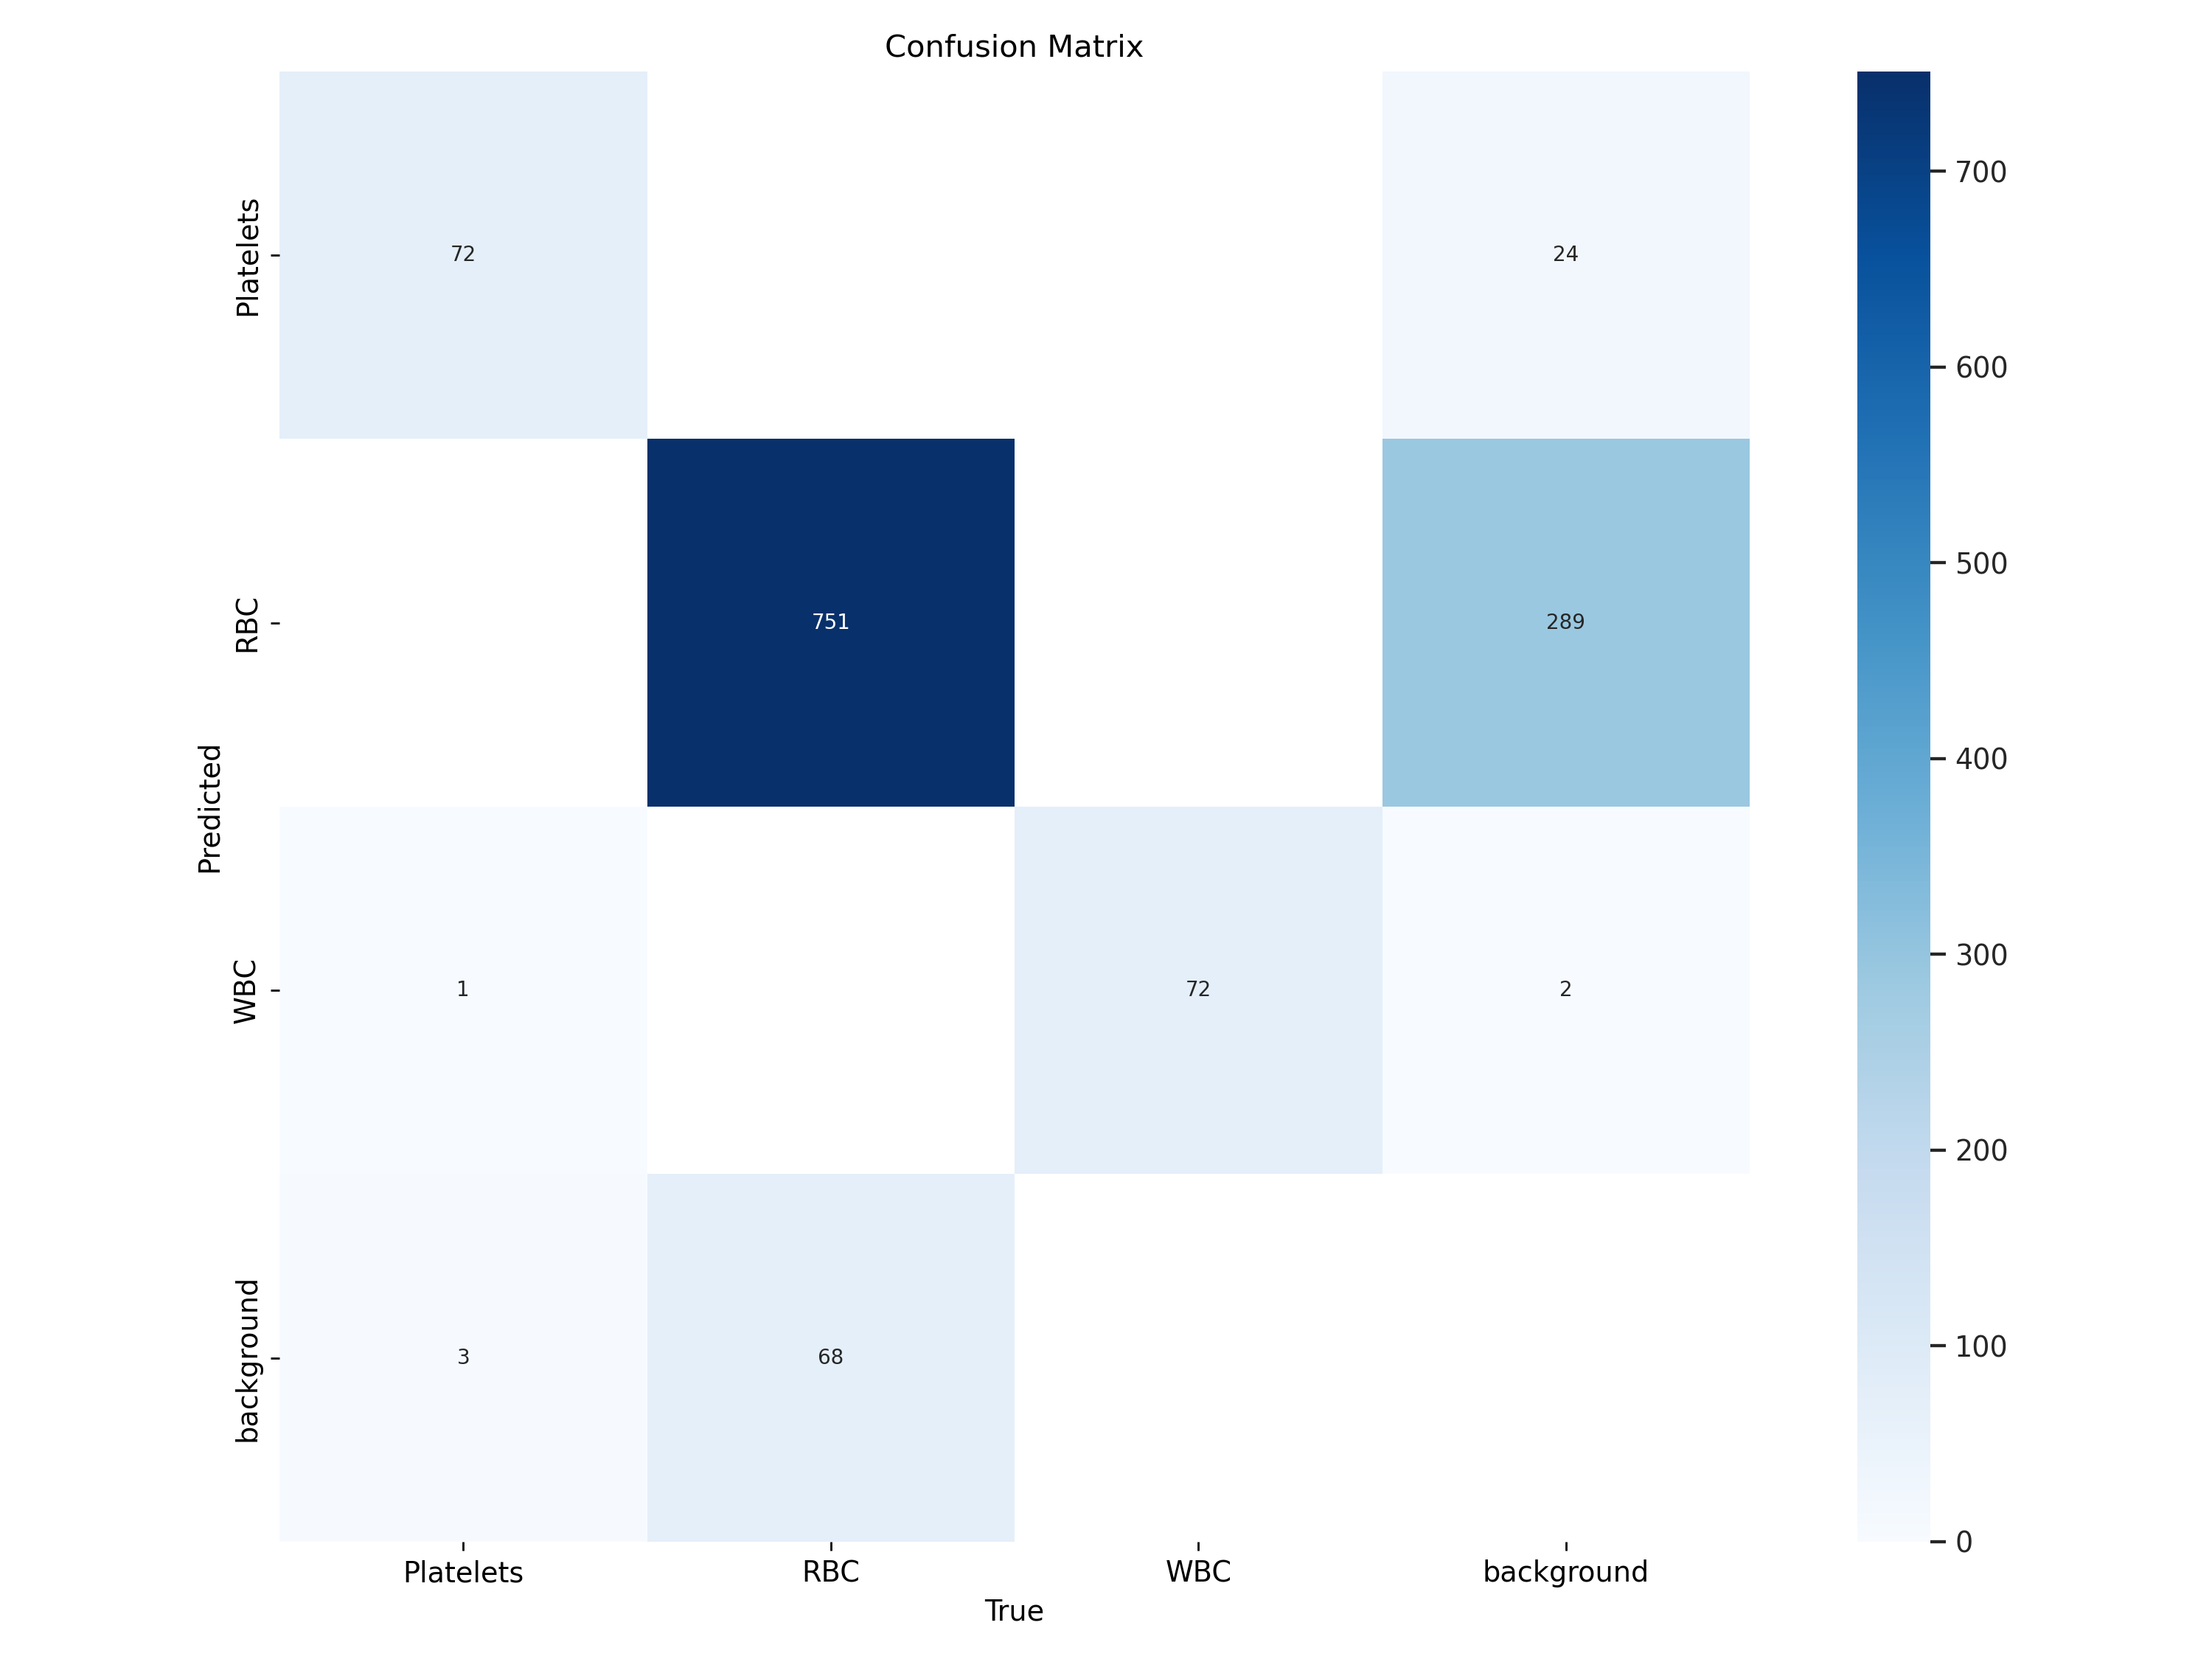 Confusion Matrix
Platelets
72
24
RBC
751
289
WBC
1
72
2
background
3
68
Predicted
Platelets
RBC
WBC
background
True
700
600
500
400
300
200
100
0